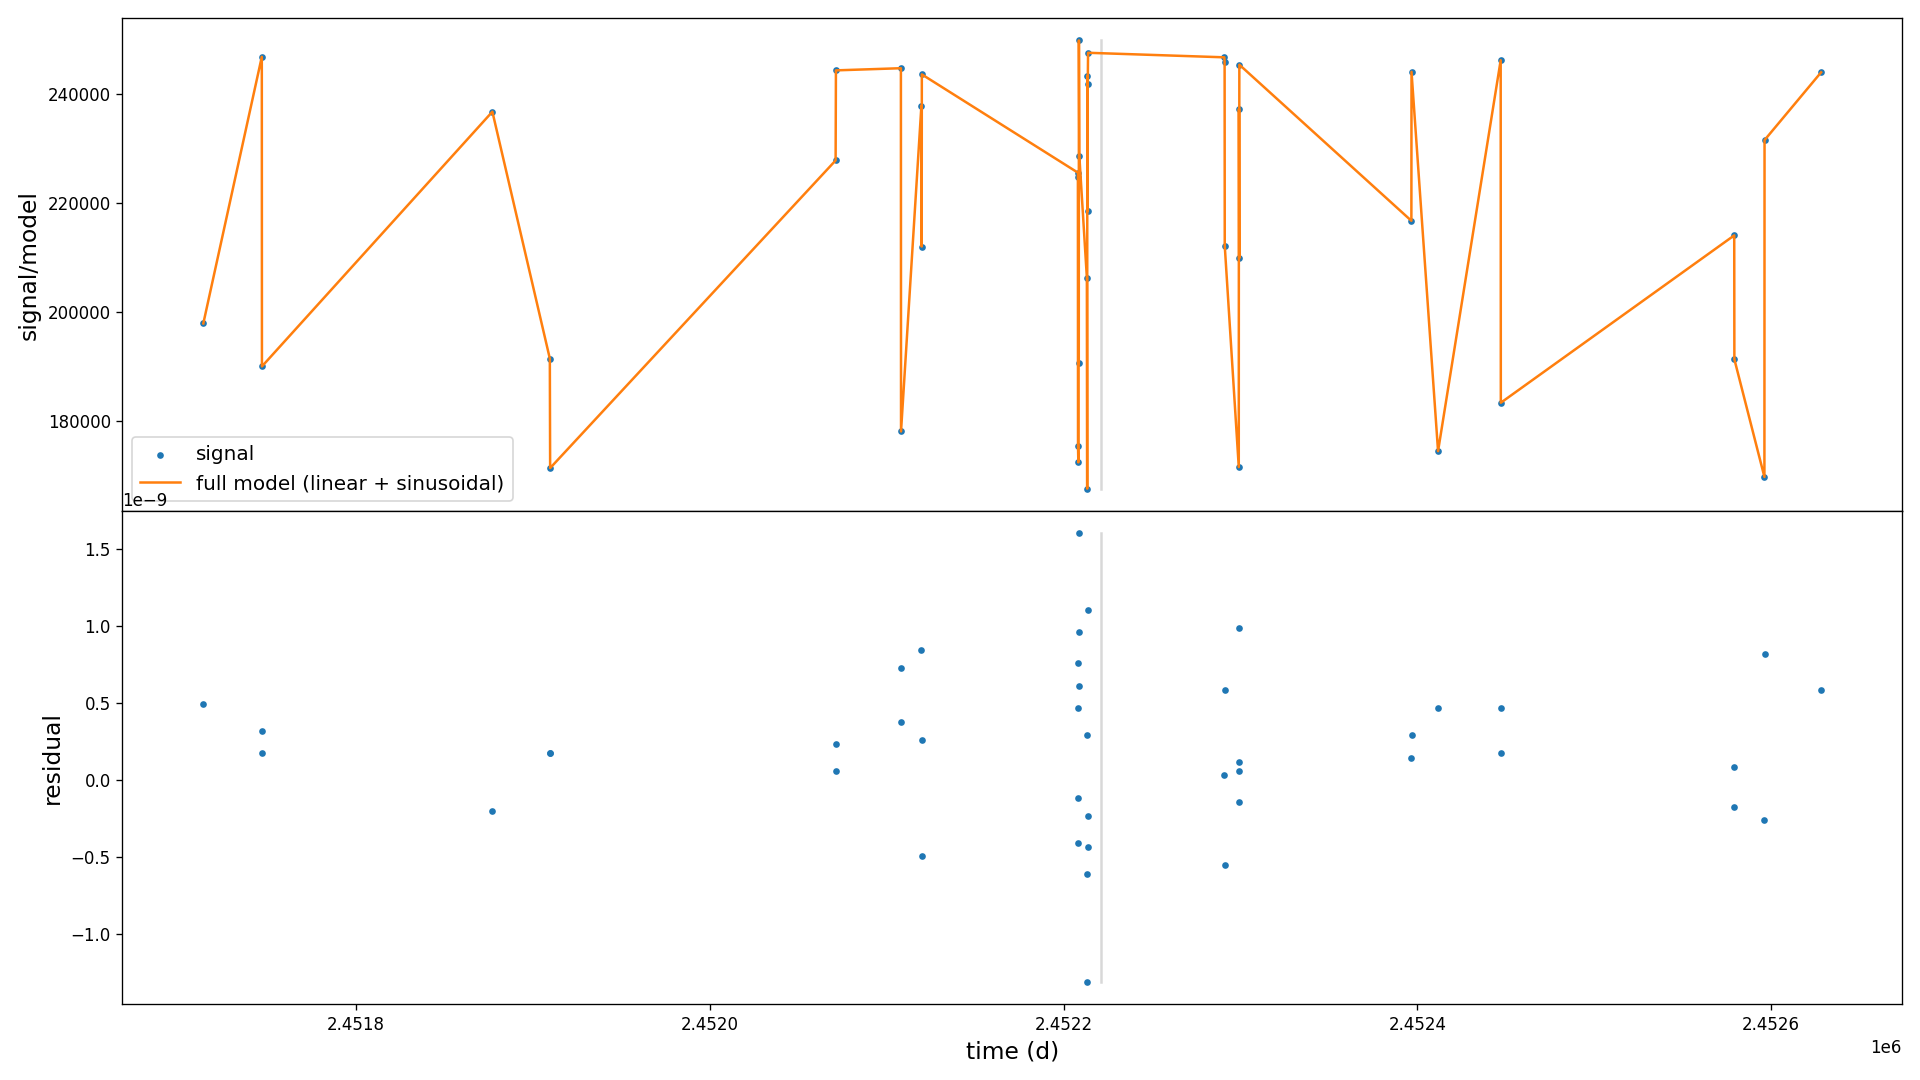 240000
220000
200000
180000
signal/model
signal
full model (linear + sinusoidal)
1e−9
1.5
1.0
0.5
0.0
−0.5
−1.0
residual
2.4518
2.4520
2.4522
2.4524
2.4526
time (d)
1e6